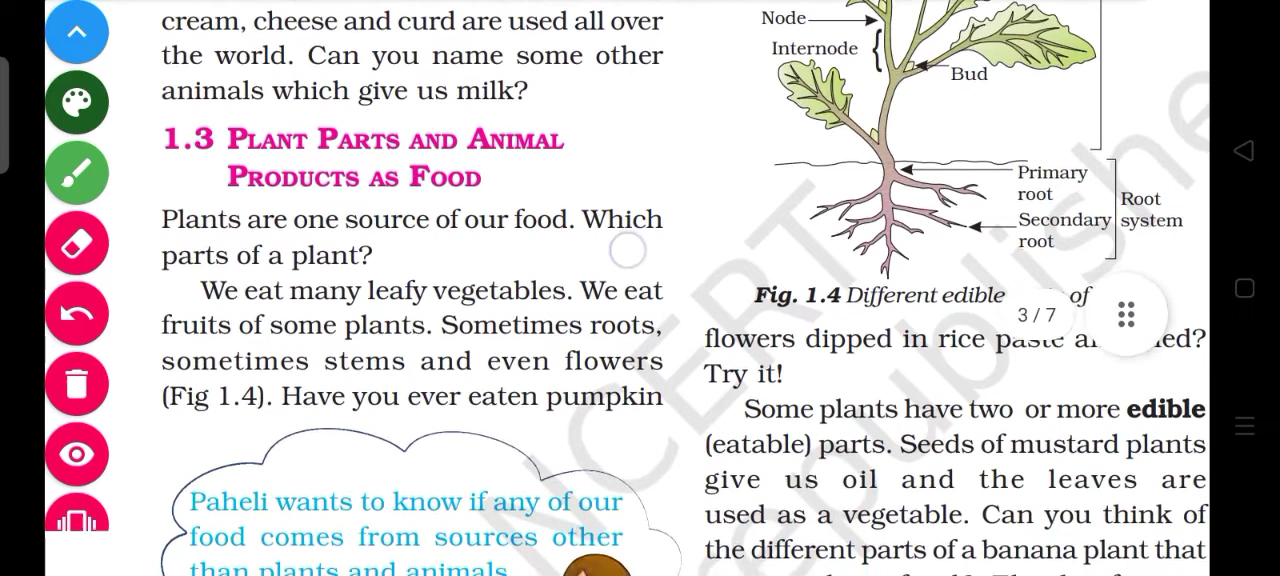 cream, cheese and curd are used all over
the world. Can you name some other
animals which give us milk?
1.3 PLANT PARTS AND ANIMAL
PRODUCTS AS FOOD
Plants are one source of our food. Which
parts of a plant?
We eat many leafy vegetables. We eat
fruits of some plants. Sometimes roots,
sometimes stems and even flowers
(Fig 1.4). Have you ever eaten pumpkin
Paheli wants to know if any of our
food comes from sources other
than plants and animals.
Node
Internode
Bud
Primary
root
Secondary
root
Root
system
Fig. 1.4 Different edible of
3 / 7
flowers dipped in rice paste
Try it!
Some plants have two or more edible
(eatable) parts. Seeds of mustard plants
give us oil and the leaves are
used as a vegetable. Can you think of
the different parts of a banana plant that
NCERT